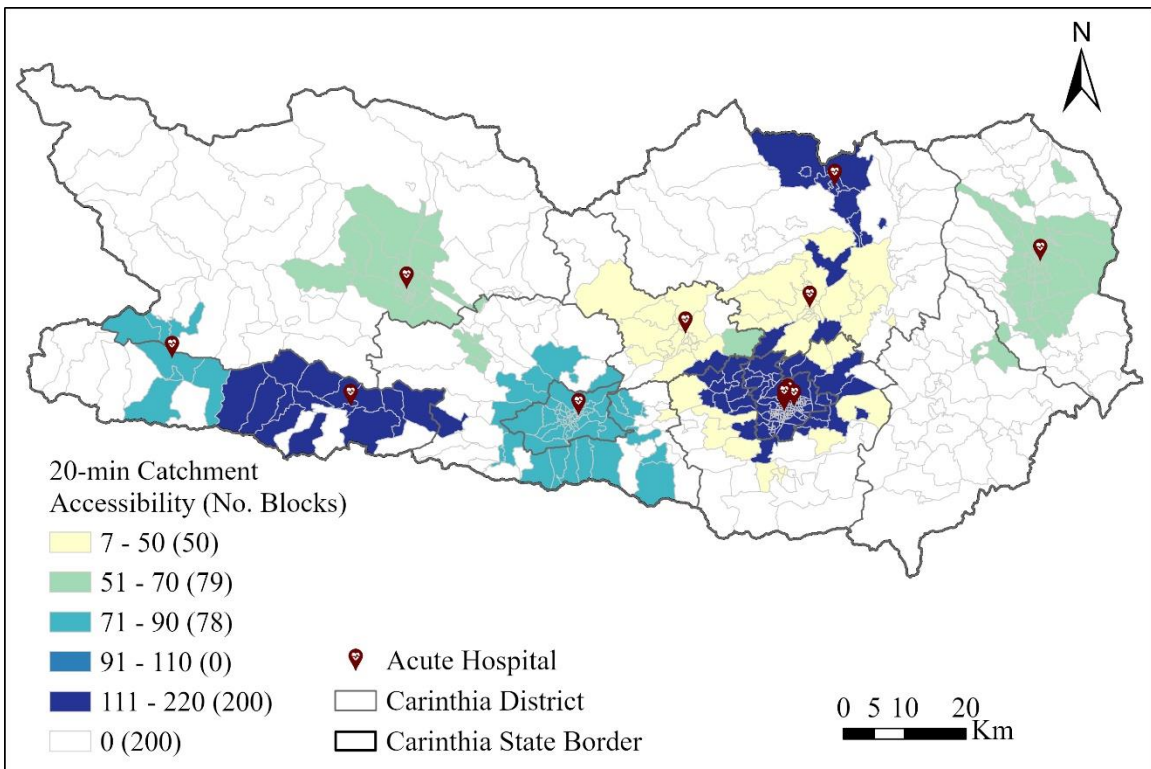 N
20-min Catchment
Accessibility (No. Blocks)
7 - 50 (50)
51 - 70 (79)
71 - 90 (78)
91 - 110 (0)
111 - 220 (200)
0 (200)
Acute Hospital
Carinthia District
Carinthia State Border
0 5 10 20
Km